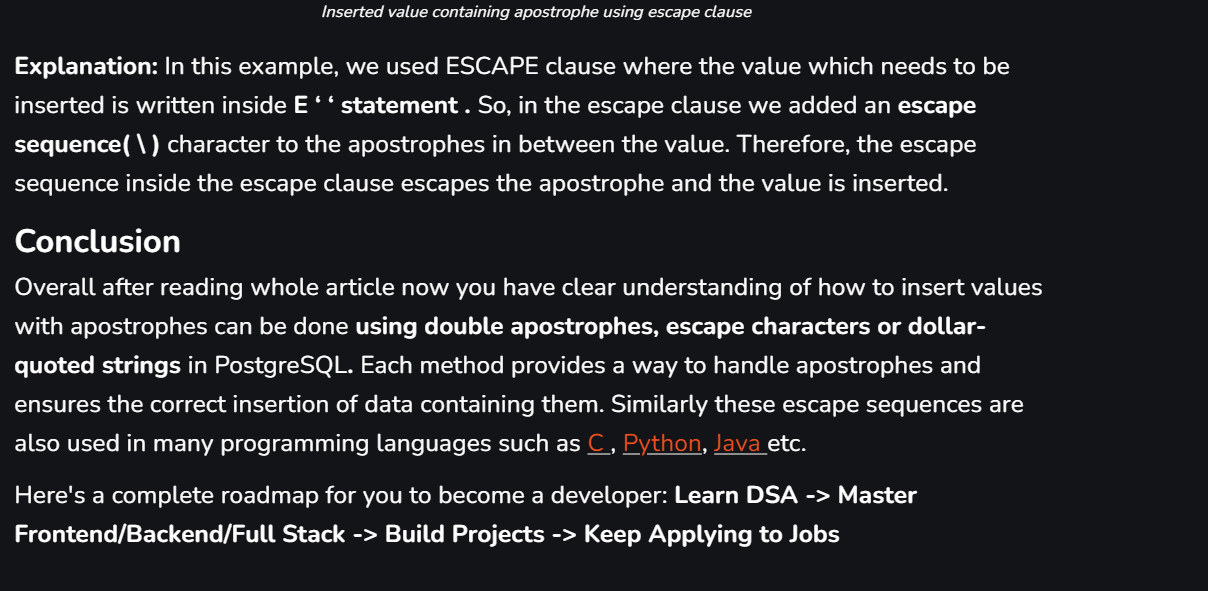 Inserted value containing apostrophe using escape clause
Explanation: In this example, we used ESCAPE clause where the value which needs to be
inserted is written inside E ‘ ‘ statement . So, in the escape clause we added an escape
sequence( \ ) character to the apostrophes in between the value. Therefore, the escape
sequence inside the escape clause escapes the apostrophe and the value is inserted.
Conclusion
Overall after reading whole article now you have clear understanding of how to insert values
with apostrophes can be done using double apostrophes, escape characters or dollar-
quoted strings in PostgreSQL. Each method provides a way to handle apostrophes and
ensures the correct insertion of data containing them. Similarly these escape sequences are
also used in many programming languages such as C , Python, Java etc.
Here's a complete roadmap for you to become a developer: Learn DSA -> Master
Frontend/Backend/Full Stack -> Build Projects -> Keep Applying to Jobs